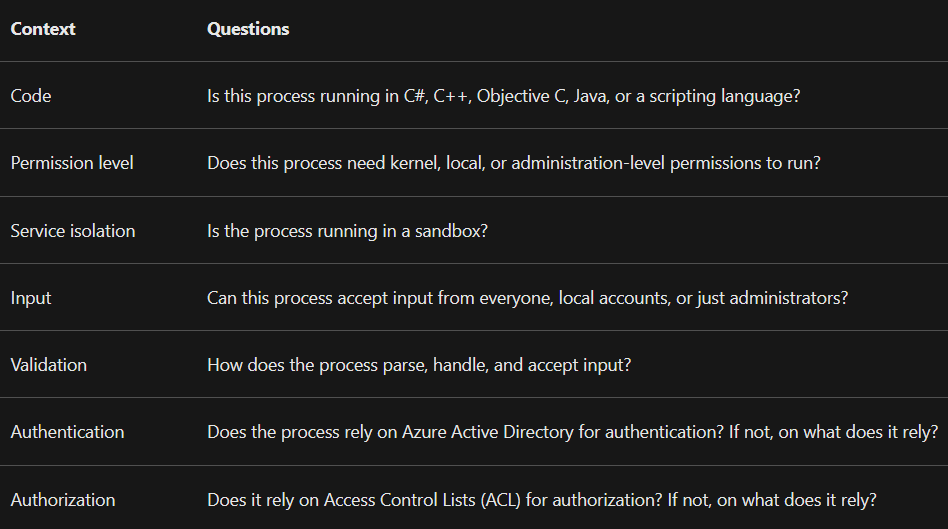 Context Questions
Code Is this process running in C#, C++, Objective C, Java, or a scripting language?
Permission level Does this process need kernel, local, or administration-level permissions to run?
Service isolation Is the process running in a sandbox?
Input Can this process accept input from everyone, local accounts, or just administrators?
Validation How does the process parse, handle, and accept input?
Authentication Does the process rely on Azure Active Directory for authentication? If not, on what does it rely?
Authorization Does it rely on Access Control Lists (ACL) for authorization? If not, on what does it rely?